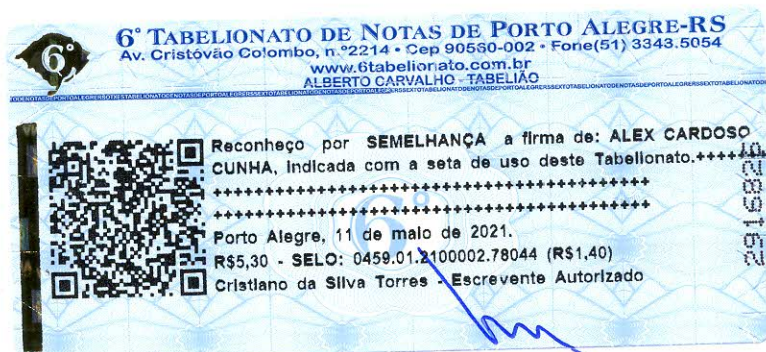 6º TABELIONATO DE NOTAS DE PORTO ALEGRE-RS
Av. Cristóvão Colombo, n.º2214 • Cep 90560-002 • Fone(51) 3343.5054
www.6tabelionato.com.br
ALBERTO CARVALHO - TABELIÃO
6º
Reconheço por SEMELHANÇA a firma de: ALEX CARDOSO
CUNHA, indicada com a seta de uso deste Tabelionato.++++++
++++++++++++++++++++++++++++++++++++++++++
++++++++++++++++++++++++++++++++++++++++++
Porto Alegre, 11 de maio de 2021.
R$5,30 - SELO: 0459.01.2100002.78044 (R$1,40)
Cristiano da Silva Torres - Escrevente Autorizado
6º